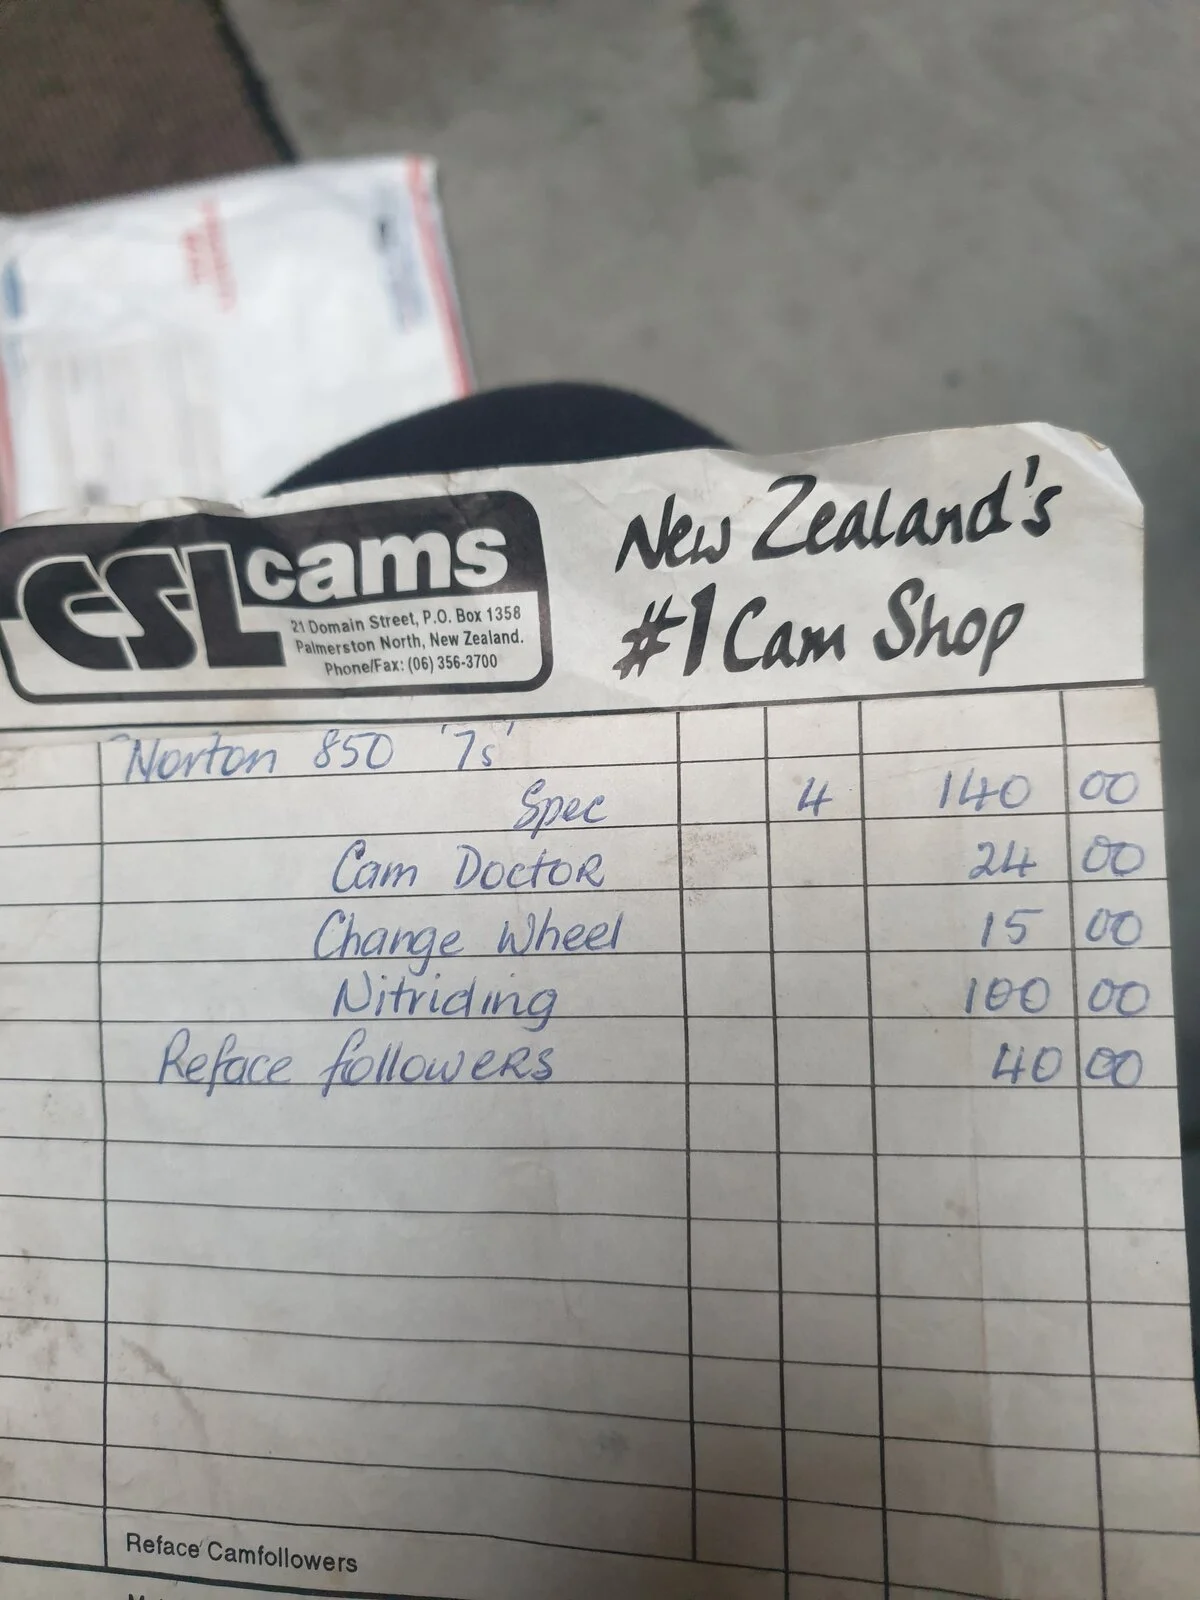 CSL cams
21 Domain Street, P.O. Box 1358
Palmerston North, New Zealand.
Phone/Fax: (06) 356-3700
New Zealand's
#1 Cam Shop
Norton 850 '7s'
Spec 4 140 00
Cam Doctor 24 00
Change Wheel 15 00
Nitriding 100 00
Reface followers 40 00
Reface Camfollowers